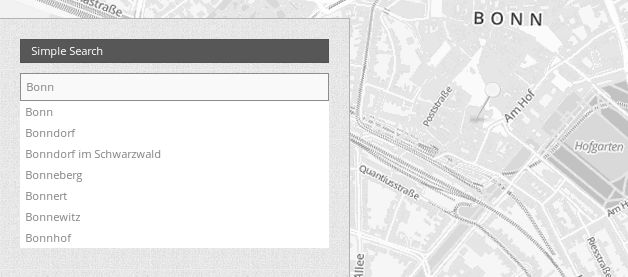 Simple Search
Bonn
Bonn
Bonndorf
Bonndorf im Schwarzwald
Bonneberg
Bonnert
Bonnewitz
Bonnhof
BONN
Poststraße
Am Hof
Hofgarten
Quantiusstraße
Am H
Riesstraße
Allee